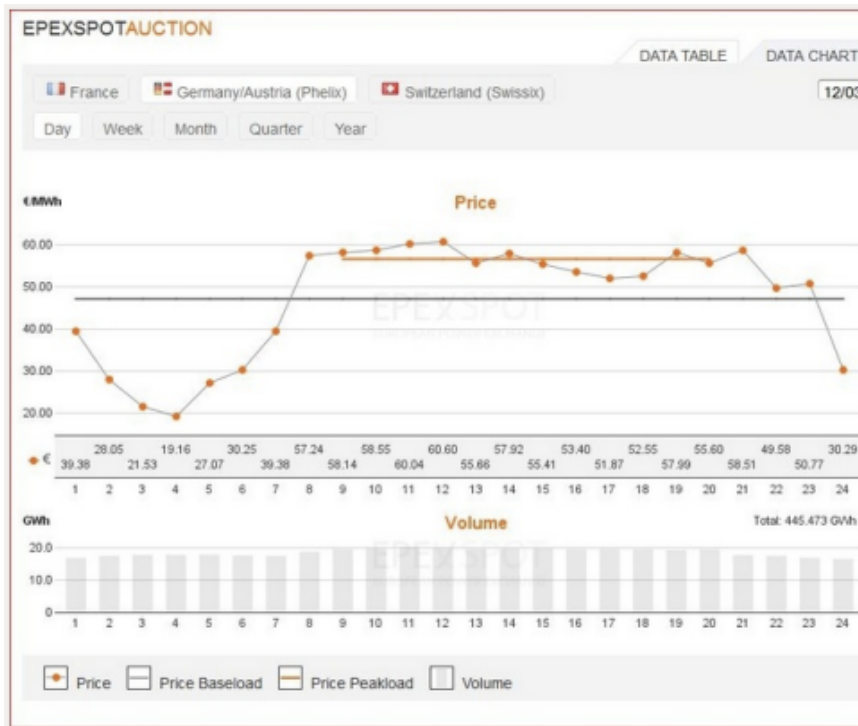 EPEXSPOTAUCTION
DATA TABLE DATA CHART
France Germany/Austria (Phelix) Switzerland (Swissix) 12/03
Day Week Month Quarter Year
€/MWh Price
60.00
50.00
EPEXSPOT
40.00
30.00
20.00
28.05 19.16 30.25 57.24 58.55 60.60 57.92 53.40 52.55 55.60 49.58 30.29
€ 39.38 21.53 27.07 39.38 58.14 60.04 55.66 55.41 51.87 57.99 58.51 50.77
1 2 3 4 5 6 7 8 9 10 11 12 13 14 15 16 17 18 19 20 21 22 23 24
GWh Volume Total: 445.473 GWh
20.0
EPEXSPOT
10.0
0
1 2 3 4 5 6 7 8 9 10 11 12 13 14 15 16 17 18 19 20 21 22 23 24
Price Price Baseload Price Peakload Volume